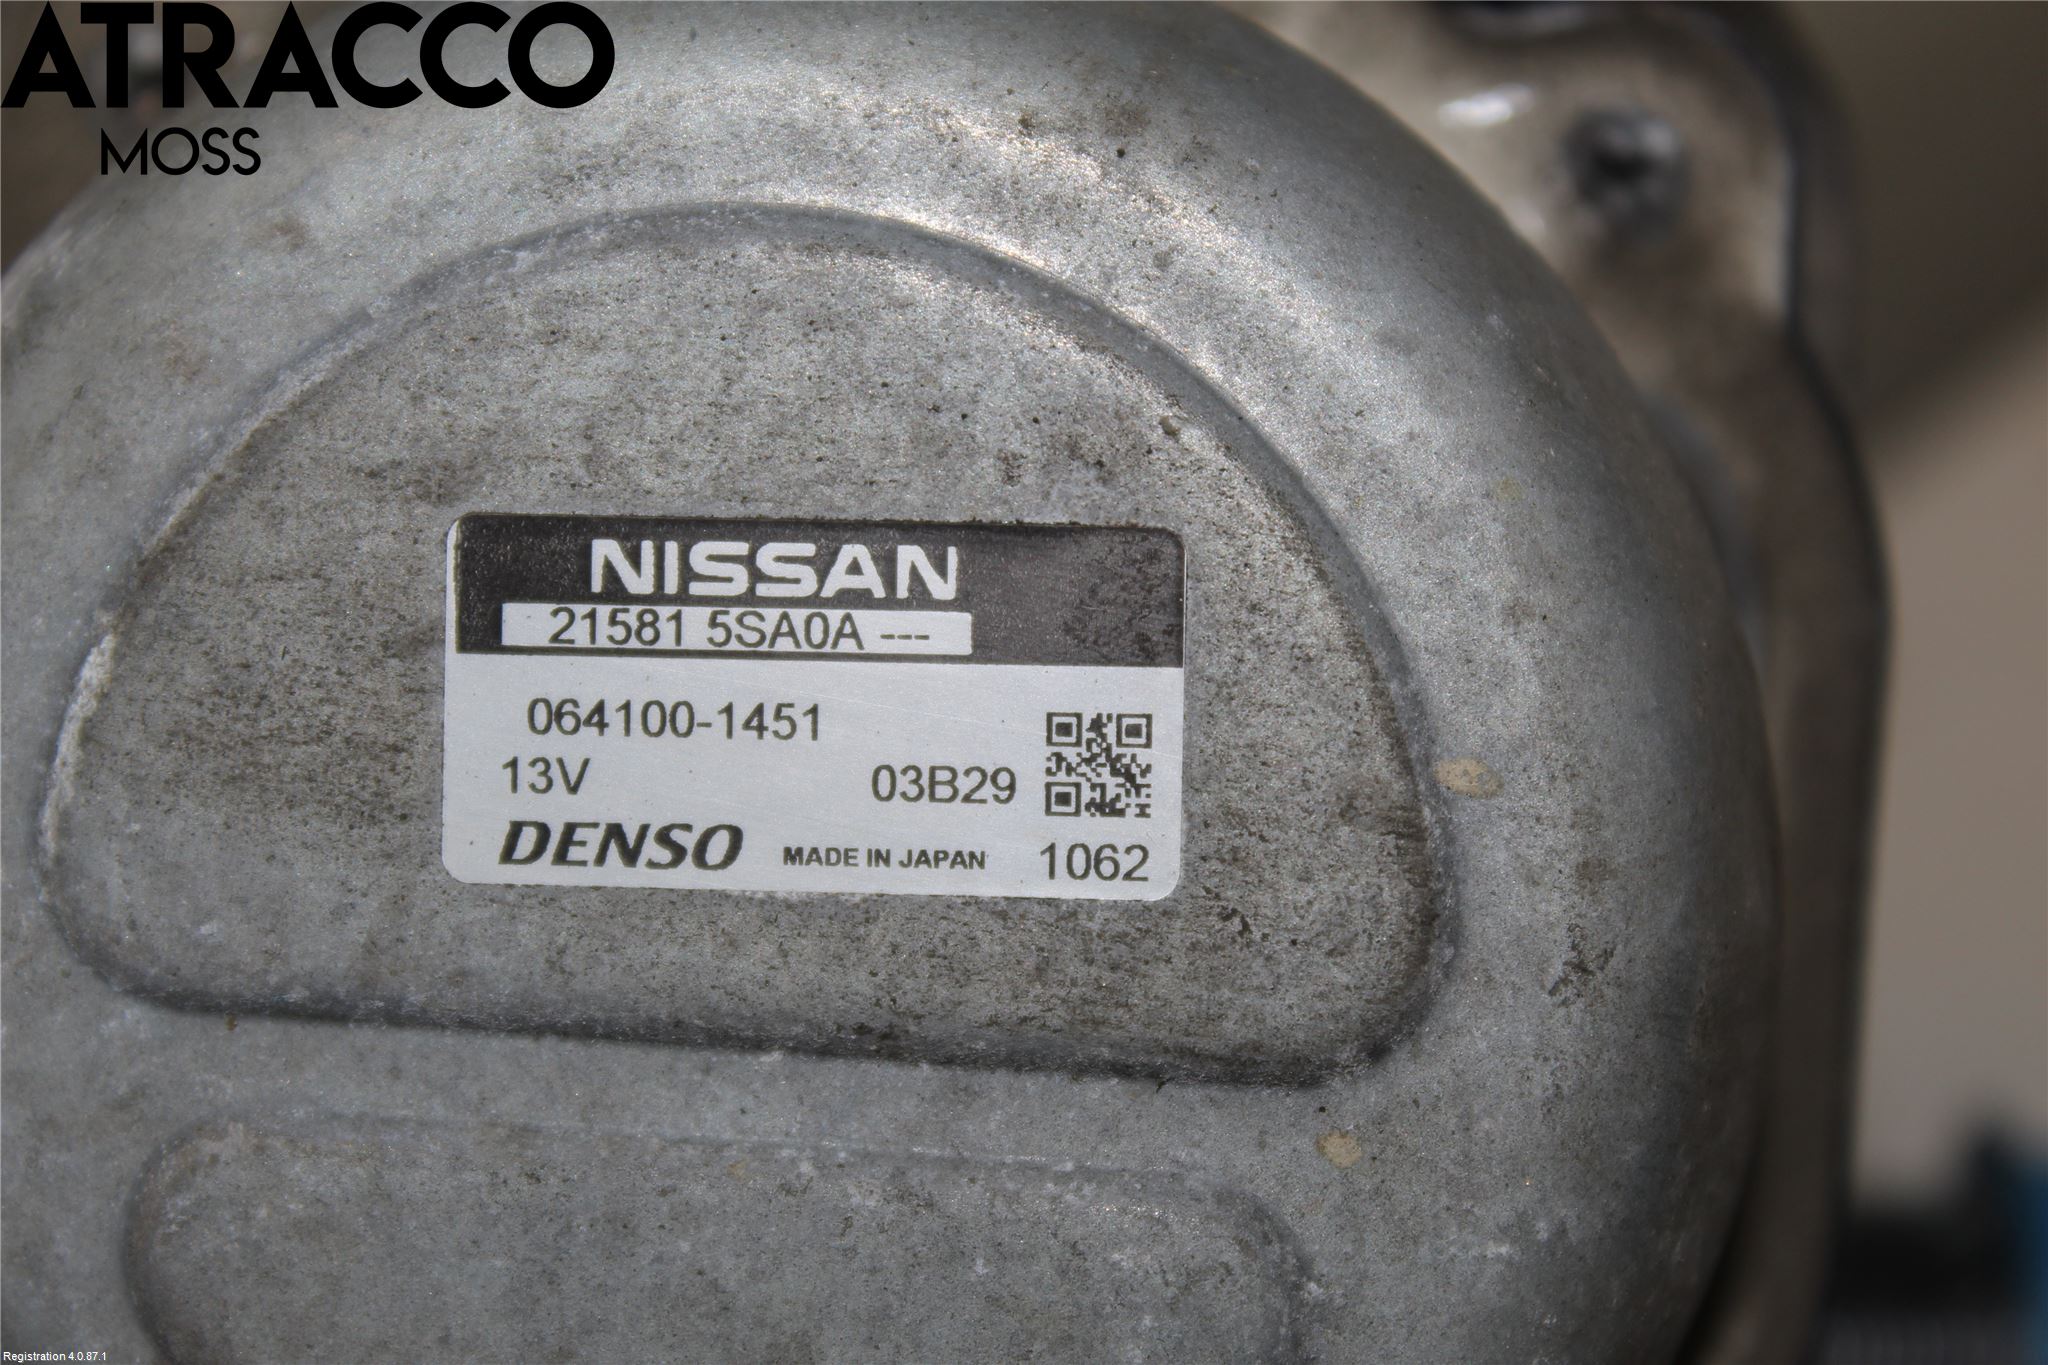 ATRACCO
MOSS
NISSAN
21581 5SA0A ---
064100-1451
13V 03B29
DENSO MADE IN JAPAN 1062
Registration 4.0.87.1